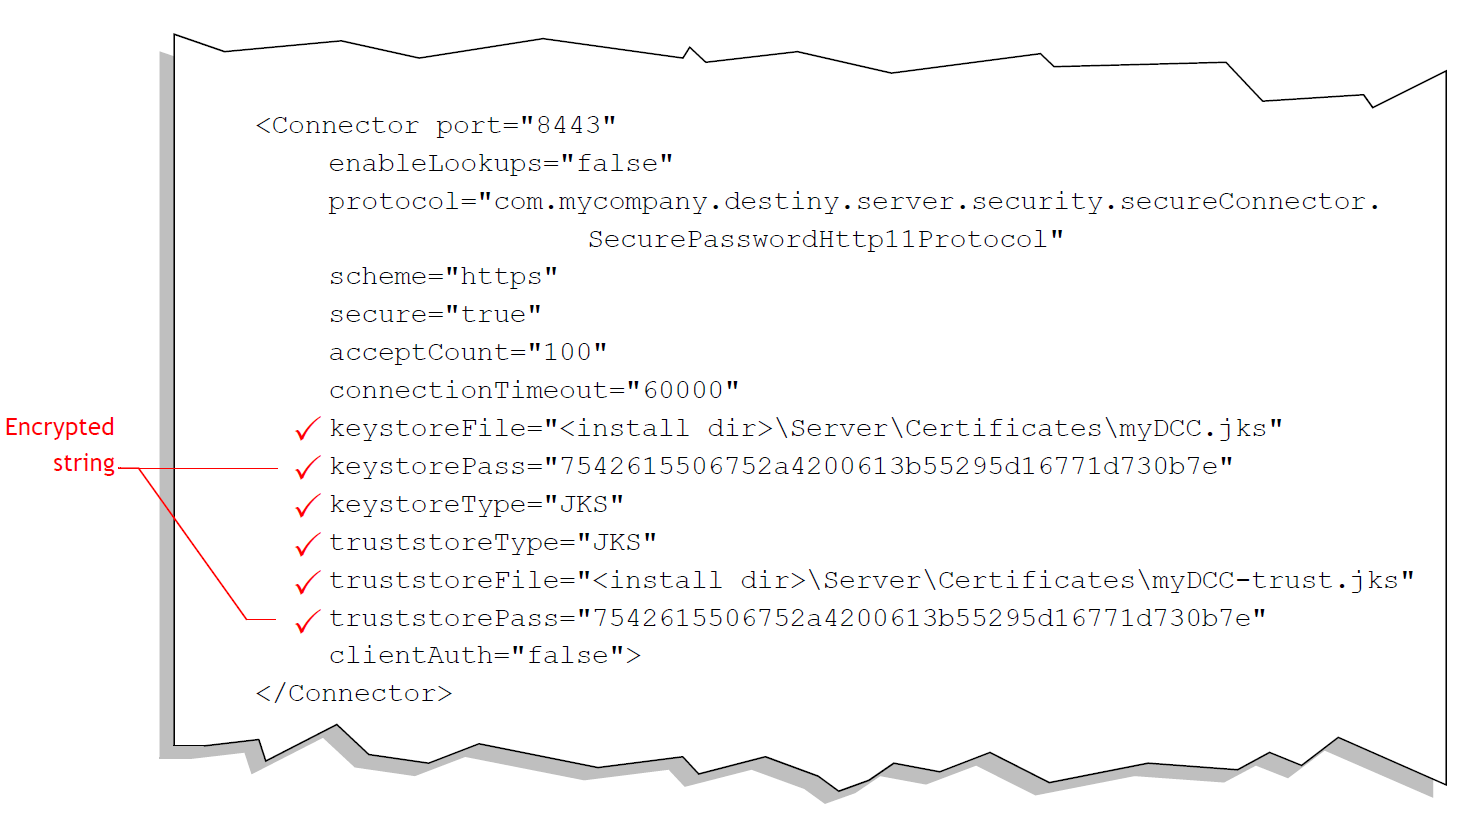 <Connector port="8443"
enableLookups="false"
protocol="com.mycompany.destiny.server.security.secureConnector.
SecurePasswordHttp11Protocol"
scheme="https"
secure="true"
acceptCount="100"
connectionTimeout="60000"
Encrypted
string
keystoreFile="<install dir>\Server\Certificates\myDCC.jks"
keystorePass="7542615506752a4200613b55295d16771d730b7e"
keystoreType="JKS"
truststoreType="JKS"
truststoreFile="<install dir>\Server\Certificates\myDCC-trust.jks"
truststorePass="7542615506752a4200613b55295d16771d730b7e"
clientAuth="false">
</Connector>